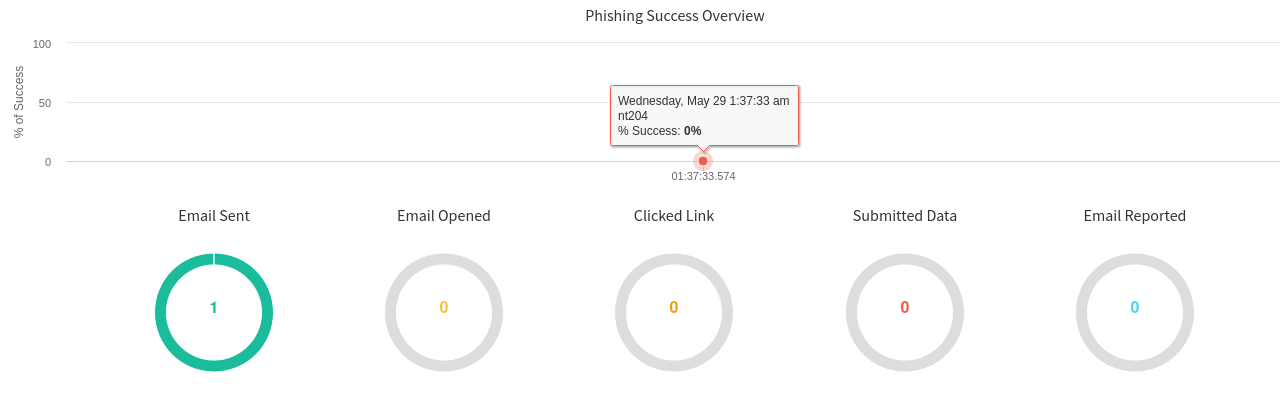 Phishing Success Overview
% of Success
100
50
0
Wednesday, May 29 1:37:33 am
nt204
% Success: 0%
01:37:33.574
Email Sent
Email Opened
Clicked Link
Submitted Data
Email Reported
1
0
0
0
0